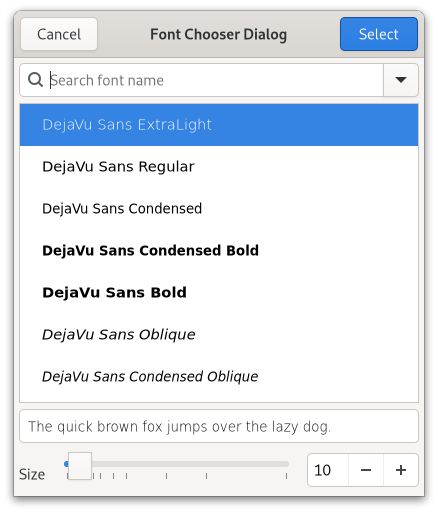 Cancel Font Chooser Dialog Select
Search font name
DejaVu Sans ExtraLight
DejaVu Sans Regular
DejaVu Sans Condensed
DejaVu Sans Condensed Bold
DejaVu Sans Bold
DejaVu Sans Oblique
DejaVu Sans Condensed Oblique
The quick brown fox jumps over the lazy dog.
Size 10 − +